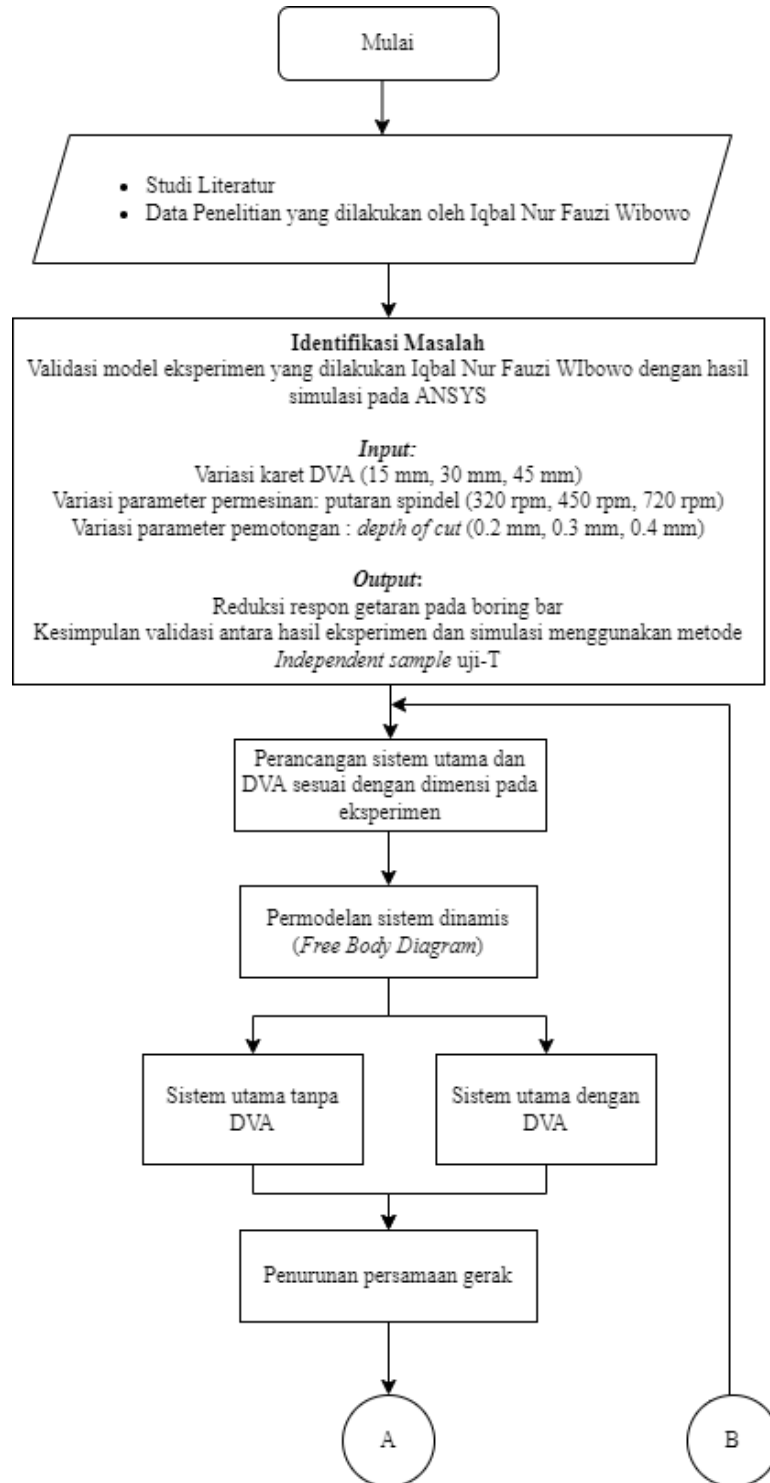 Mulai
• Studi Literatur
• Data Penelitian yang dilakukan oleh Iqbal Nur Fauzi Wibowo
Identifikasi Masalah
Validasi model eksperimen yang dilakukan Iqbal Nur Fauzi WIbowo dengan hasil
simulasi pada ANSYS
Input:
Variasi karet DVA (15 mm, 30 mm, 45 mm)
Variasi parameter permesinan: putaran spindel (320 rpm, 450 rpm, 720 rpm)
Variasi parameter pemotongan : depth of cut (0.2 mm, 0.3 mm, 0.4 mm)
Output:
Reduksi respon getaran pada boring bar
Kesimpulan validasi antara hasil eksperimen dan simulasi menggunakan metode
Independent sample uji-T
Perancangan sistem utama dan
DVA sesuai dengan dimensi pada
eksperimen
Permodelan sistem dinamis
(Free Body Diagram)
Sistem utama tanpa
DVA
Sistem utama dengan
DVA
Penurunan persamaan gerak
A
B